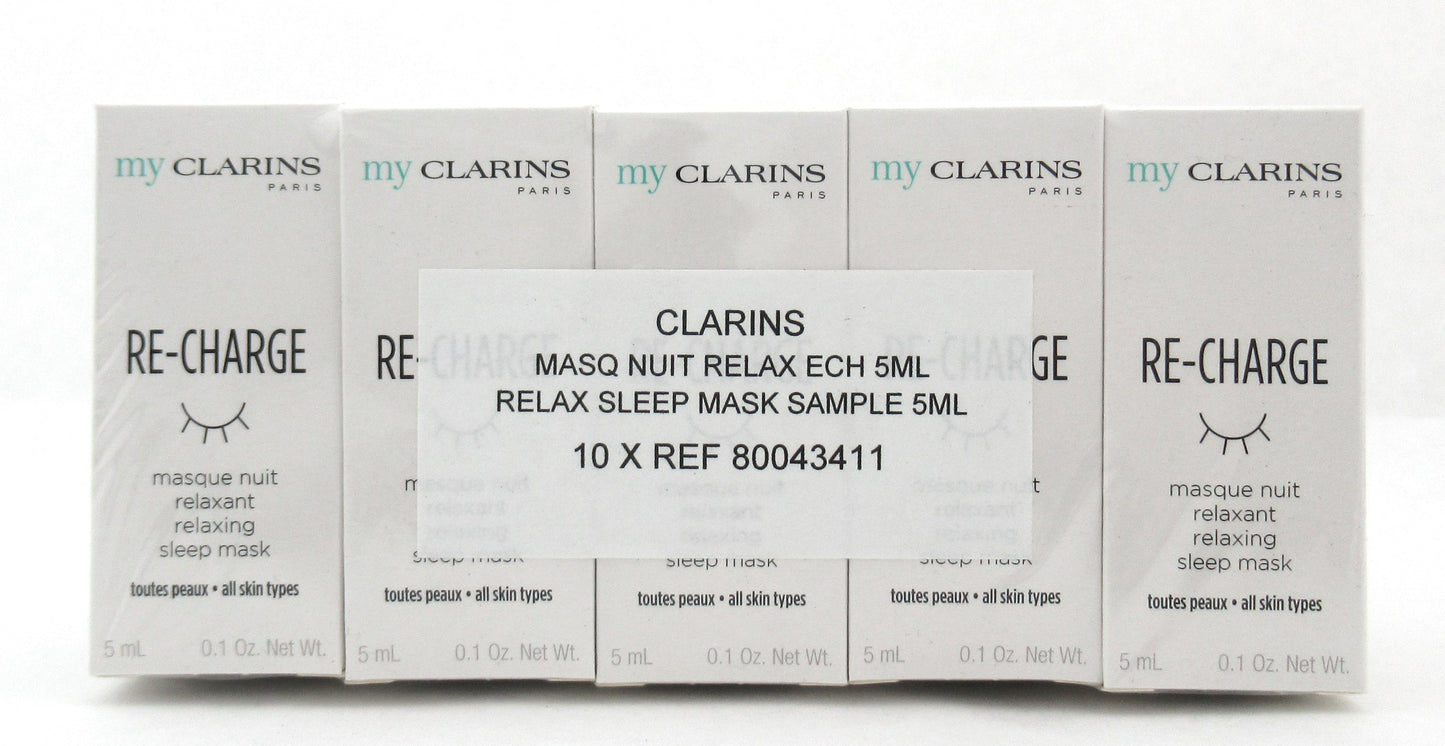 my CLARINS
PARIS
RE-CHARGE
masque nuit
relaxant
relaxing
sleep mask
toutes peaux • all skin types
5 mL 0.1 Oz. Net Wt.
my CLARINS
PARIS
RE-CHARGE
sleep mask
toutes peaux • all skin types
5 mL 0.1 Oz. Net Wt.
my CLARINS
PARIS
sleep mask
toutes peaux • all skin types
5 mL 0.1 Oz. Net Wt.
my CLARINS
PARIS
RE-CHARGE
sleep mask
toutes peaux • all skin types
5 mL 0.1 Oz. Net Wt.
my CLARINS
PARIS
RE-CHARGE
masque nuit
relaxant
relaxing
sleep mask
toutes peaux • all skin types
5 mL 0.1 Oz. Net Wt.
CLARINS
MASQ NUIT RELAX ECH 5ML
RELAX SLEEP MASK SAMPLE 5ML
10 X REF 80043411